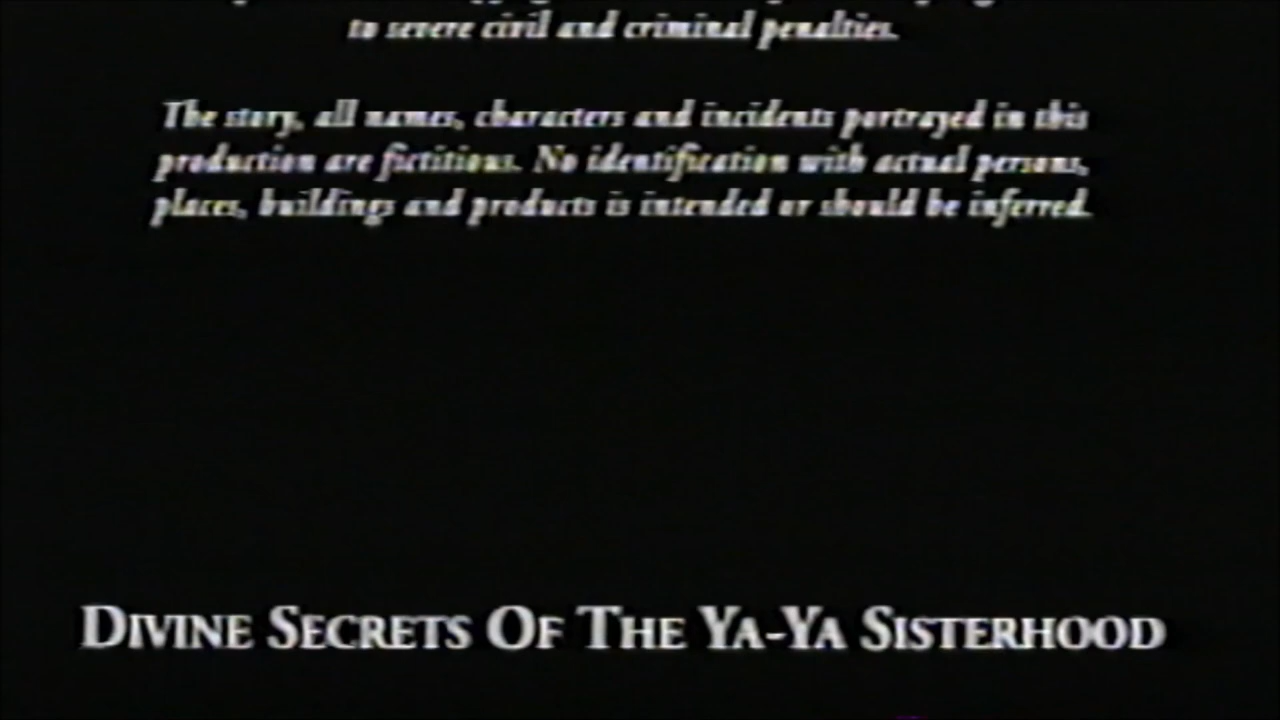 to severe civil and criminal penalties.
The story, all names, characters and incidents portrayed in this
production are fictitious. No identification with actual persons,
places, buildings and products is intended or should be inferred.
DIVINE SECRETS OF THE YA-YA SISTERHOOD